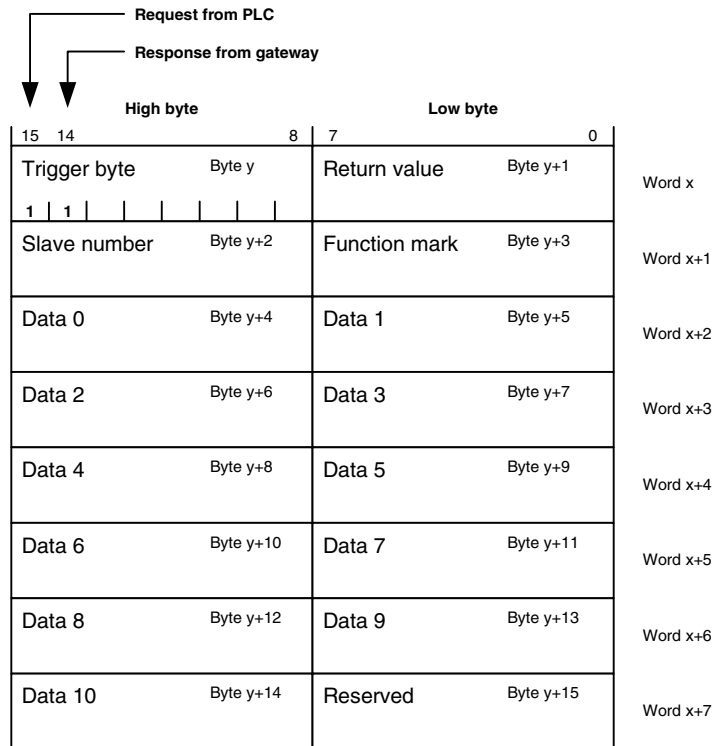 Request from PLC
Response from gateway
High byte Low byte
15 14 8 7 0
Trigger byte Byte y Return value Byte y+1 Word x
1 1
Slave number Byte y+2 Function mark Byte y+3 Word x+1
Data 0 Byte y+4 Data 1 Byte y+5 Word x+2
Data 2 Byte y+6 Data 3 Byte y+7 Word x+3
Data 4 Byte y+8 Data 5 Byte y+9 Word x+4
Data 6 Byte y+10 Data 7 Byte y+11 Word x+5
Data 8 Byte y+12 Data 9 Byte y+13 Word x+6
Data 10 Byte y+14 Reserved Byte y+15 Word x+7